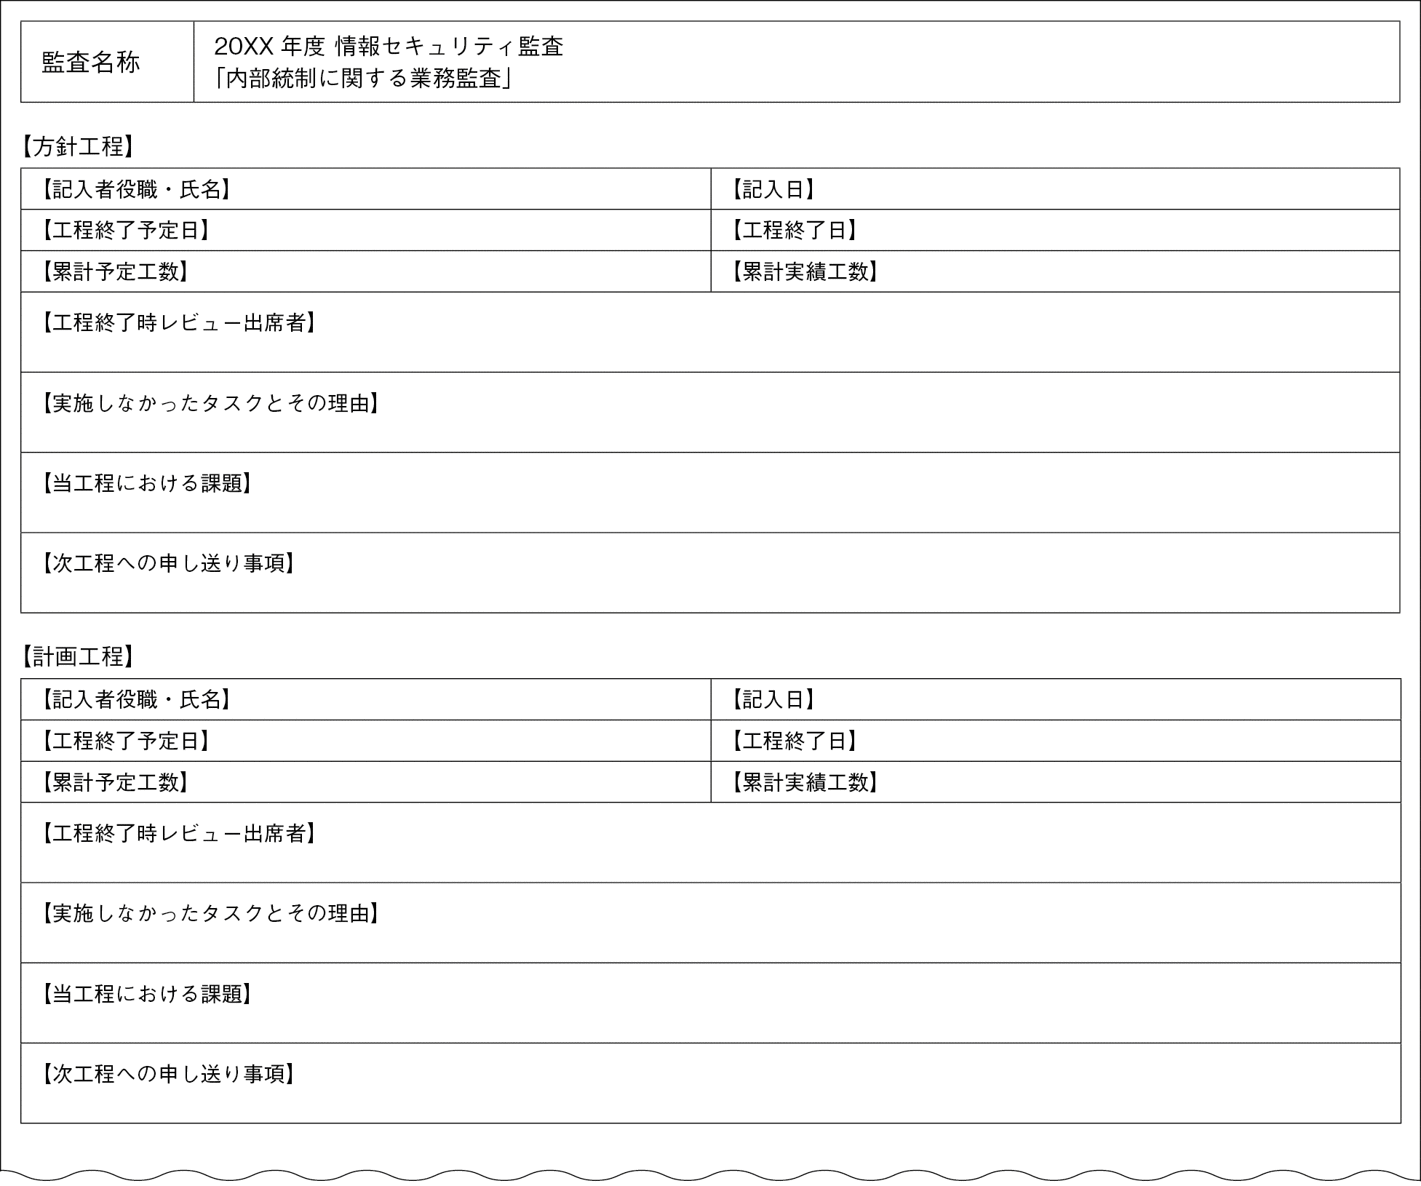 監査名称
20XX 年度 情報セキュリティ監査
「内部統制に関する業務監査」
【方針工程】
【記入者役職・氏名】
【記入日】
【工程終了予定日】
【工程終了日】
【累計予定工数】
【累計実績工数】
【工程終了時レビュー出席者】
【実施しなかったタスクとその理由】
【当工程における課題】
【次工程への申し送り事項】
【計画工程】
【記入者役職・氏名】
【記入日】
【工程終了予定日】
【工程終了日】
【累計予定工数】
【累計実績工数】
【工程終了時レビュー出席者】
【実施しなかったタスクとその理由】
【当工程における課題】
【次工程への申し送り事項】